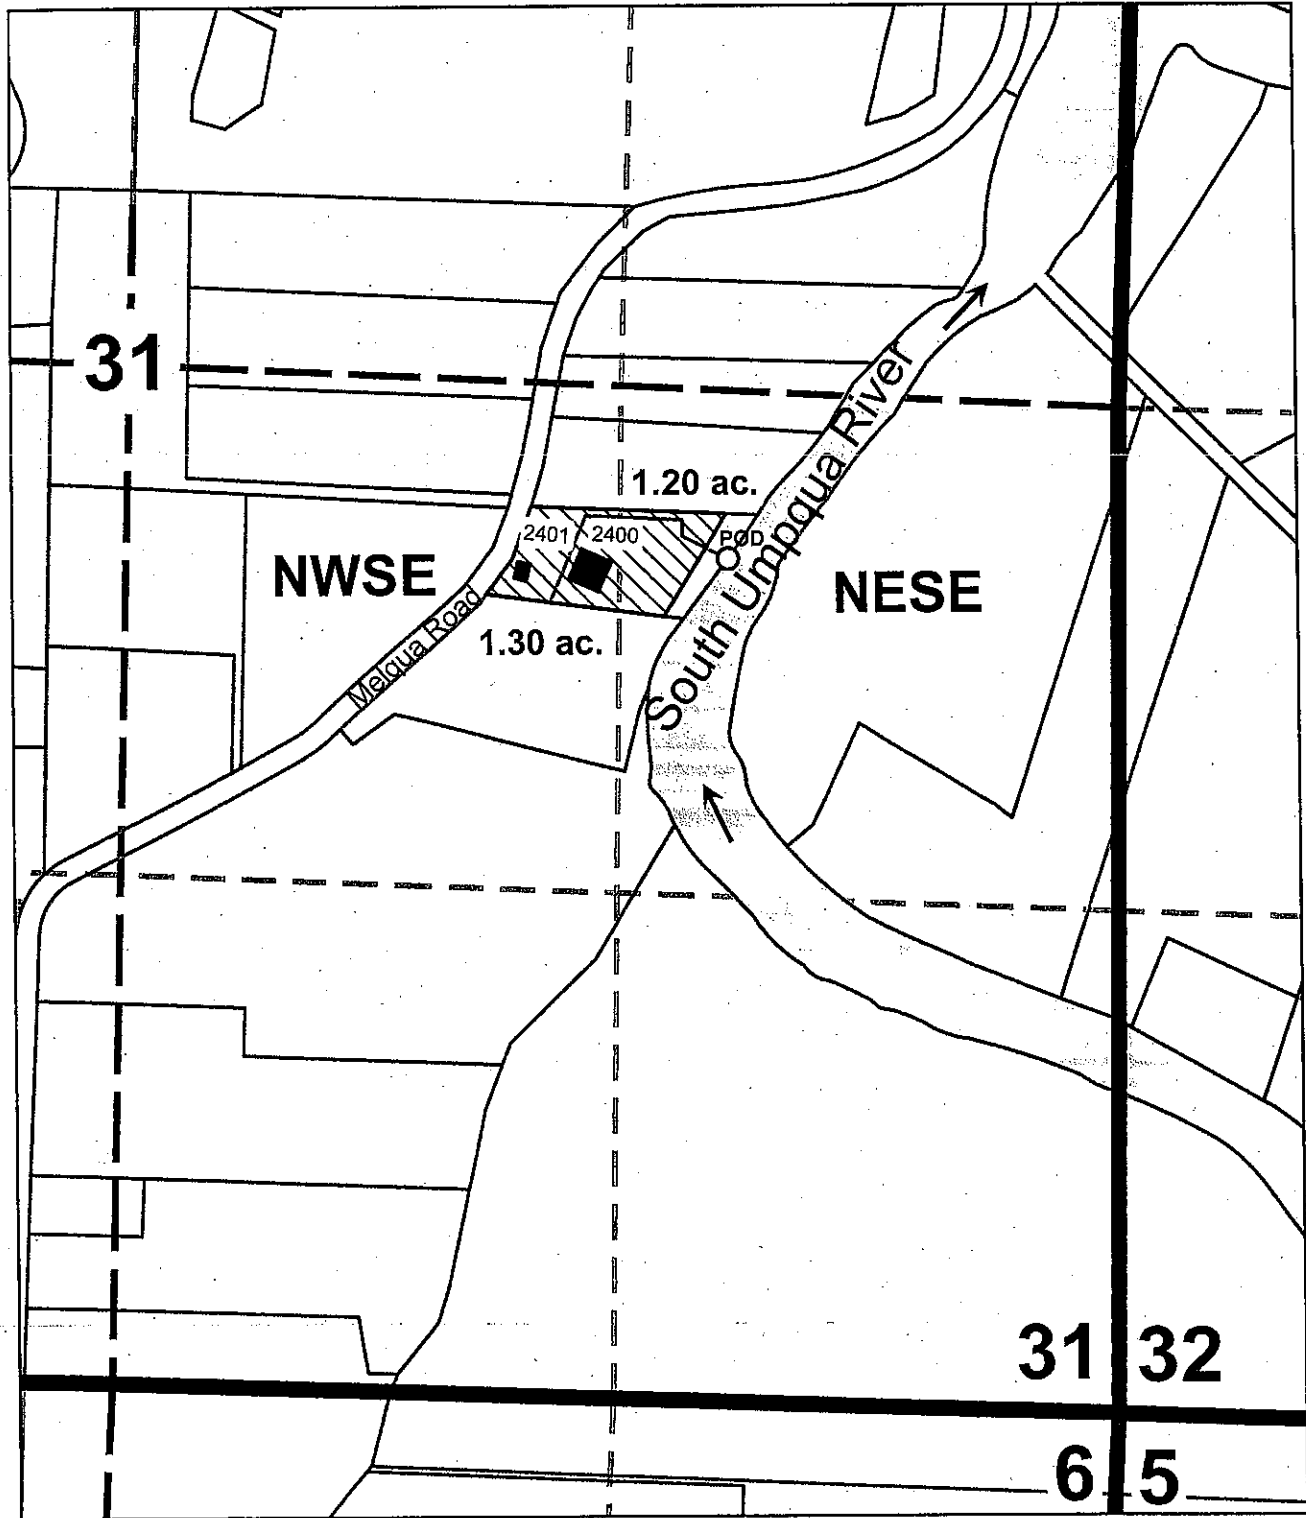 31
1.20 ac.
2401
2400
POD
NWSE
NESE
Melqua Road
1.30 ac.
South Umpqua River
31
32
6
5